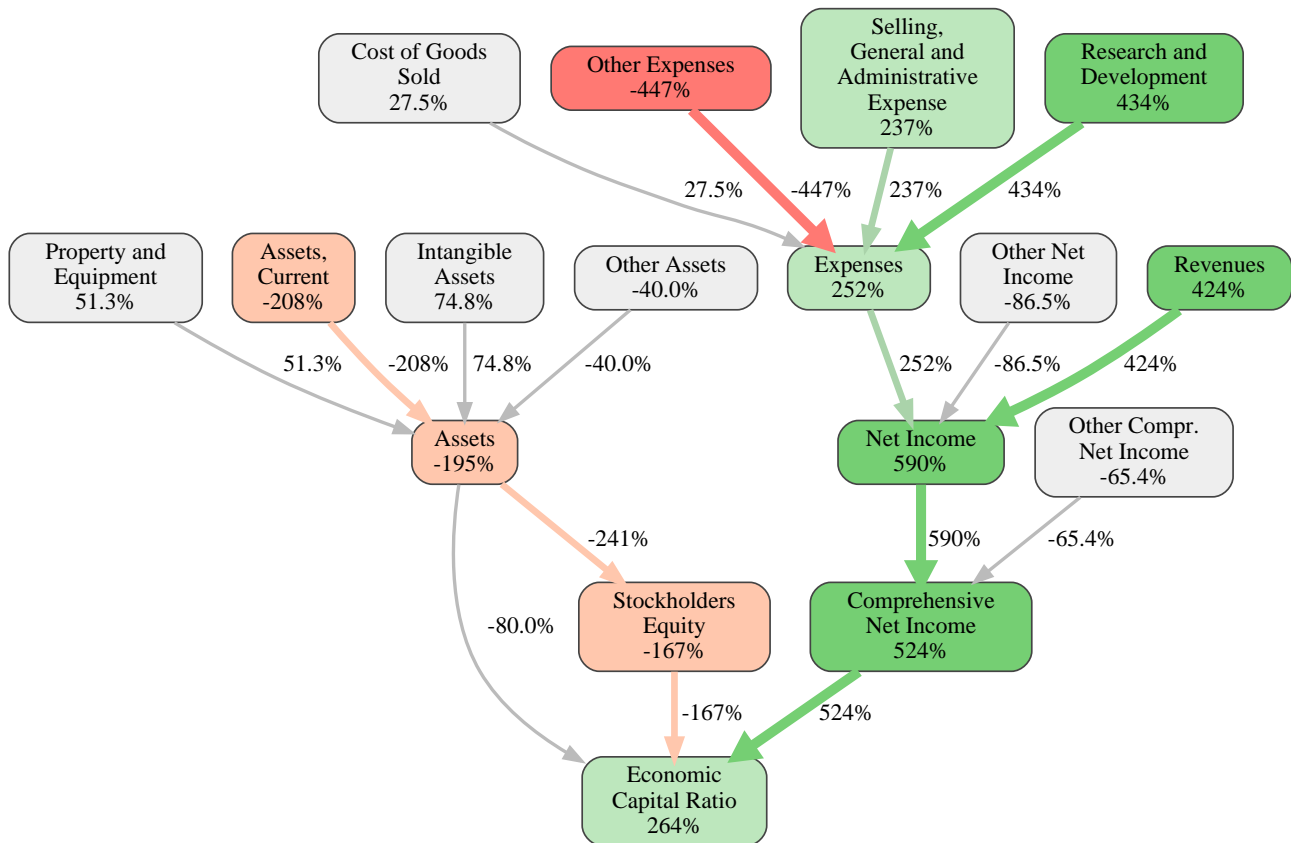 Cost of Goods
Sold
27.5%
Other Expenses
-447%
Selling,
General and
Administrative
Expense
237%
Research and
Development
434%
27.5%
-447%
237%
434%
Property and
Equipment
51.3%
Assets,
Current
-208%
Intangible
Assets
74.8%
Other Assets
-40.0%
Expenses
252%
Other Net
Income
-86.5%
Revenues
424%
51.3%
-208%
74.8%
-40.0%
252%
-86.5%
424%
Assets
-195%
Net Income
590%
Other Compr.
Net Income
-65.4%
-241%
590%
-65.4%
-80.0%
Stockholders
Equity
-167%
Comprehensive
Net Income
524%
-167%
524%
Economic
Capital Ratio
264%